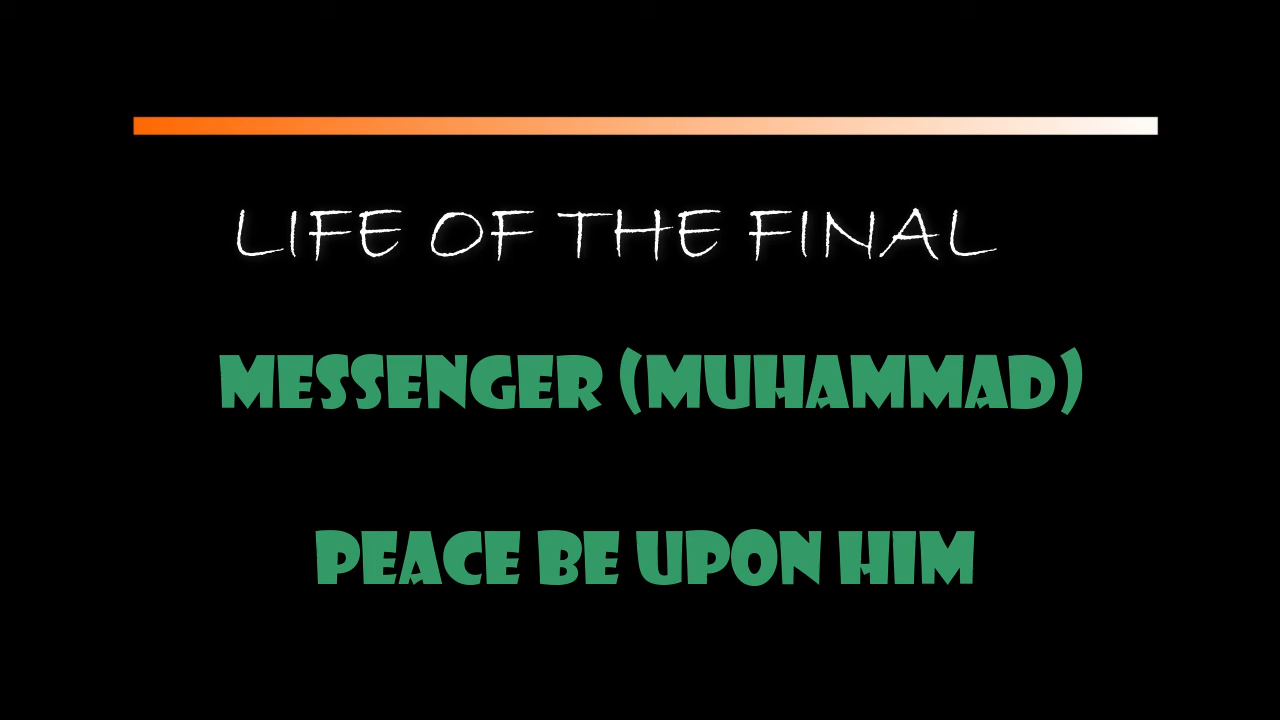 LIFE OF THE FINAL
MESSENGER (MUHAMMAD)
PEACE BE UPON HIM